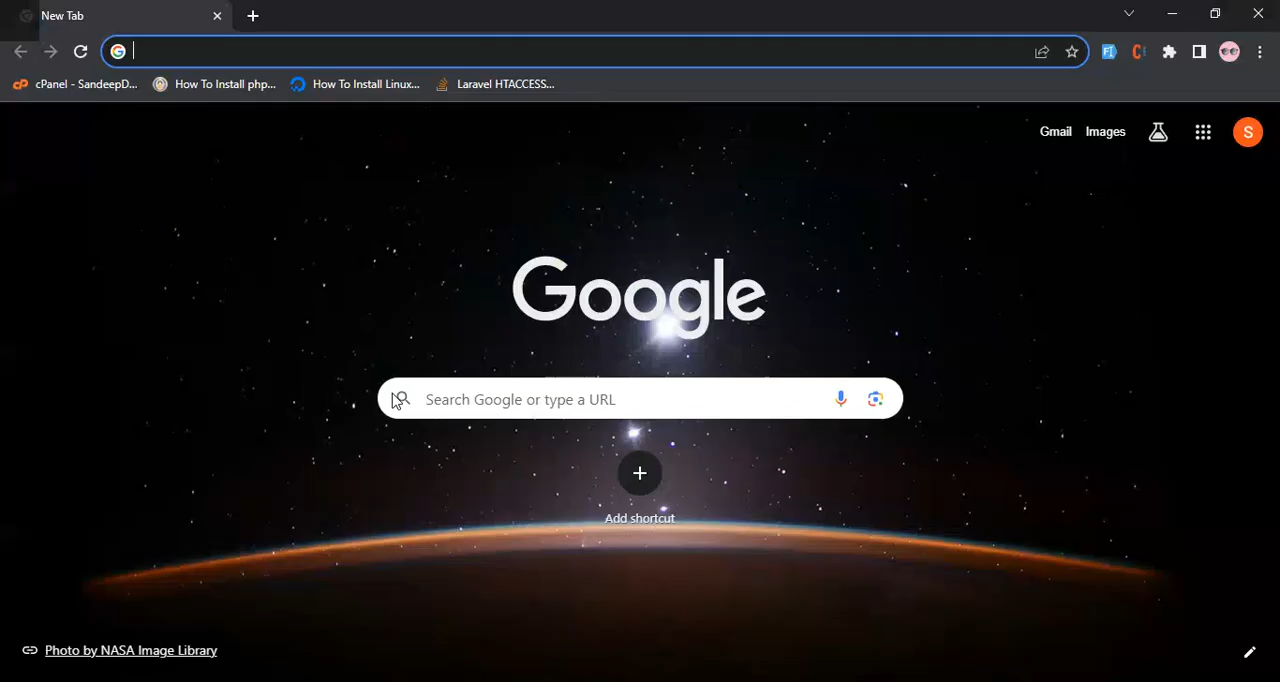 New Tab
cPanel - SandeepD...
How To Install php...
How To Install Linux...
Laravel HTACCESS...
Gmail
Images
S
Google
Search Google or type a URL
Add shortcut
Photo by NASA Image Library